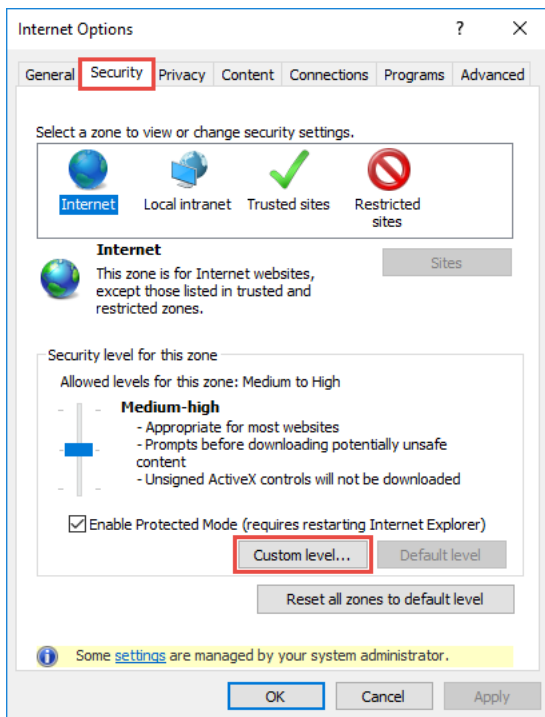 Internet Options ?
General Security Privacy Content Connections Programs Advanced
Select a zone to view or change security settings.
Internet Local intranet Trusted sites Restricted
sites
Internet
Sites
This zone is for Internet websites,
except those listed in trusted and
restricted zones.
Security level for this zone
Allowed levels for this zone: Medium to High
Medium-high
- Appropriate for most websites
- Prompts before downloading potentially unsafe
content
- Unsigned ActiveX controls will not be downloaded
Enable Protected Mode (requires restarting Internet Explorer)
Custom level... Default level
Reset all zones to default level
Some settings are managed by your system administrator.
OK Cancel Apply